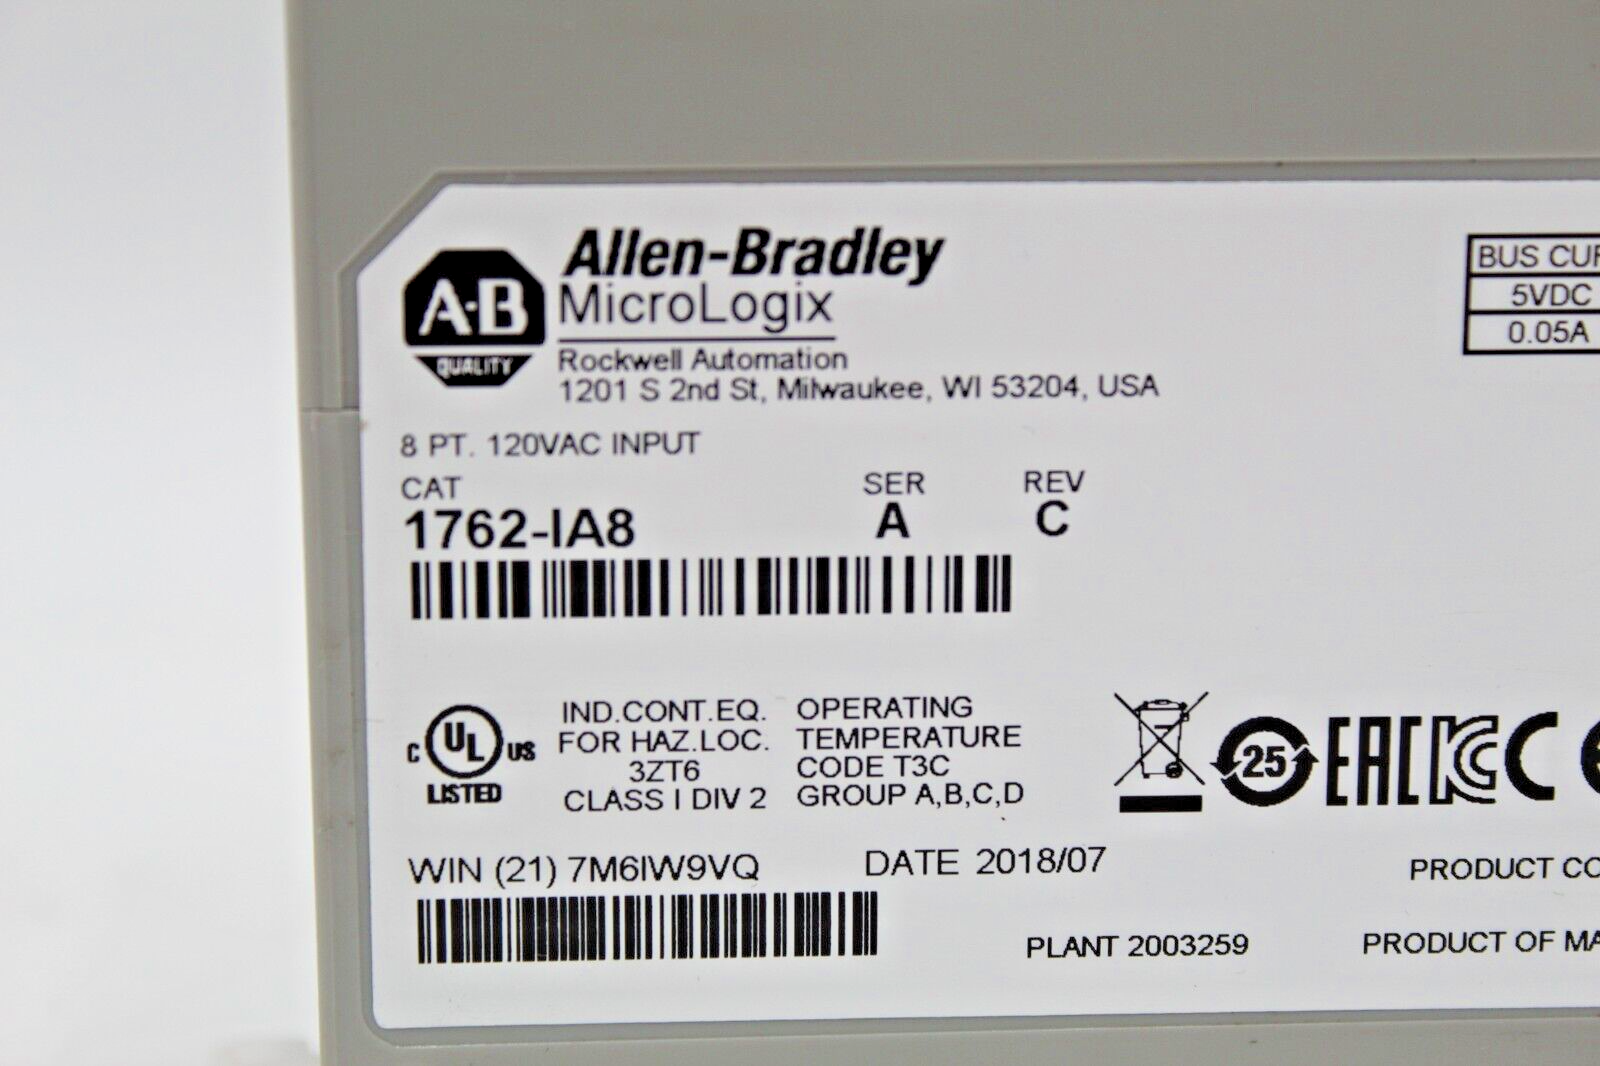 Allen-Bradley
A-B
QUALITY
MicroLogix
Rockwell Automation
1201 S 2nd St, Milwaukee, WI 53204, USA
BUS CUR
5VDC
0.05A
8 PT. 120VAC INPUT
CAT SER REV
1762-IA8 A C
IND.CONT.EQ. OPERATING
C UL US FOR HAZ.LOC. TEMPERATURE
3ZT6 CODE T3C
LISTED CLASS I DIV 2 GROUP A,B,C,D
25 EAC KC C
WIN (21) 7M6IW9VQ DATE 2018/07
PRODUCT CO
PLANT 2003259 PRODUCT OF MA